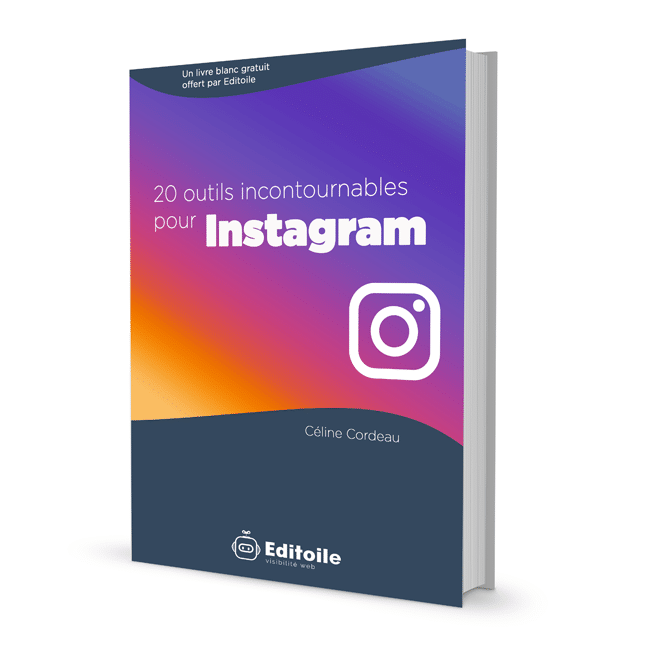 Un livre blanc gratuit
offert par Editoile
20 outils incontournables
pour Instagram
Céline Cordeau
Editoile
visibilité web